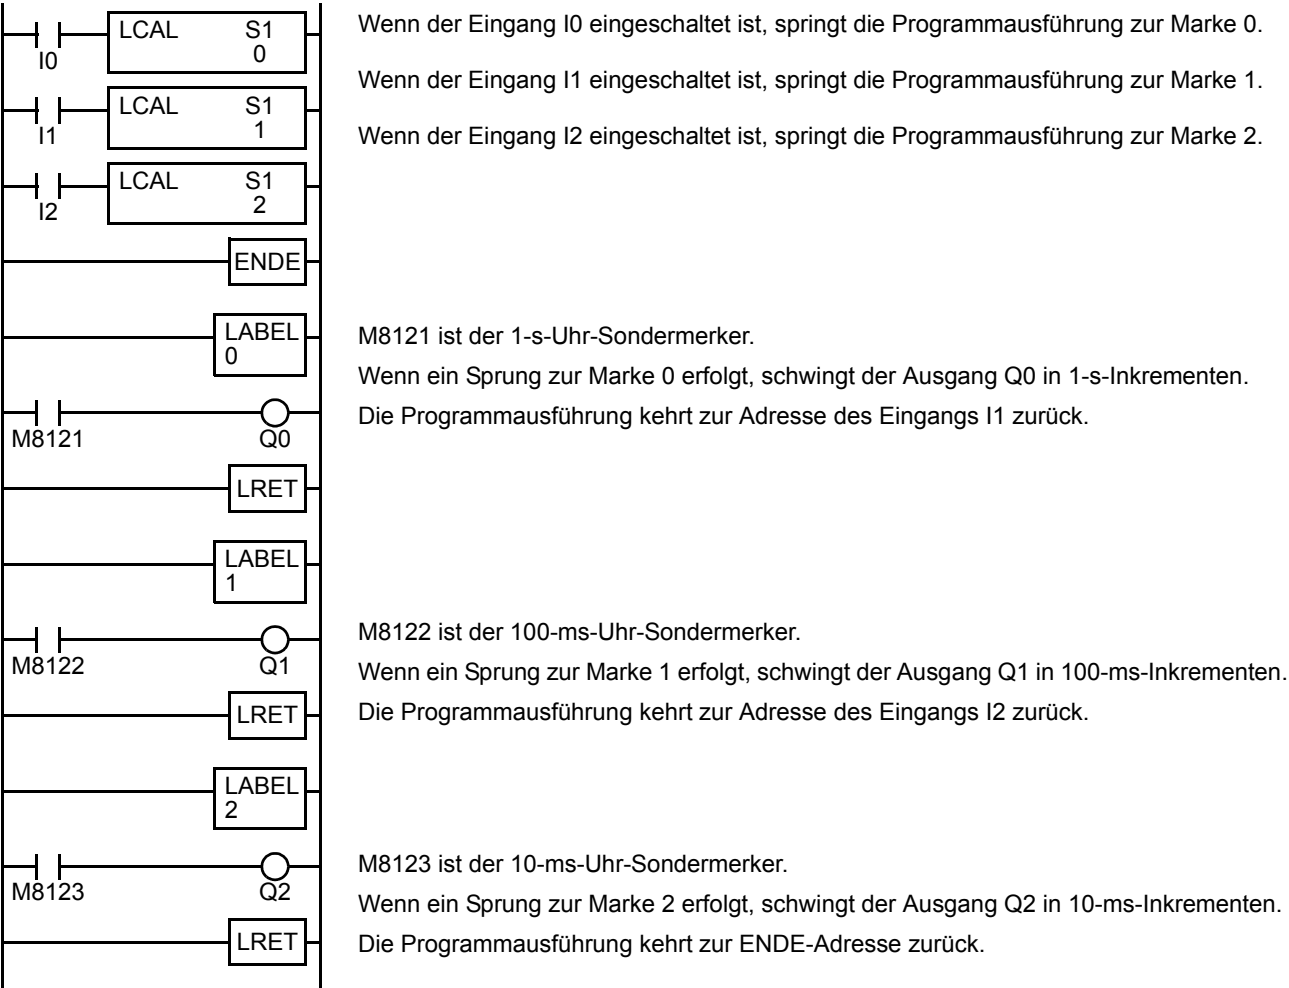 LCAL S1
0
I0
Wenn der Eingang I0 eingeschaltet ist, springt die Programmausführung zur Marke 0.
LCAL S1
1
I1
Wenn der Eingang I1 eingeschaltet ist, springt die Programmausführung zur Marke 1.
LCAL S1
2
I2
Wenn der Eingang I2 eingeschaltet ist, springt die Programmausführung zur Marke 2.
ENDE
LABEL
0
M8121 ist der 1-s-Uhr-Sondermerker.
Wenn ein Sprung zur Marke 0 erfolgt, schwingt der Ausgang Q0 in 1-s-Inkrementen.
Die Programmausführung kehrt zur Adresse des Eingangs I1 zurück.
M8121 Q0
LRET
LABEL
1
M8122 ist der 100-ms-Uhr-Sondermerker.
Wenn ein Sprung zur Marke 1 erfolgt, schwingt der Ausgang Q1 in 100-ms-Inkrementen.
Die Programmausführung kehrt zur Adresse des Eingangs I2 zurück.
M8122 Q1
LRET
LABEL
2
M8123 ist der 10-ms-Uhr-Sondermerker.
Wenn ein Sprung zur Marke 2 erfolgt, schwingt der Ausgang Q2 in 10-ms-Inkrementen.
Die Programmausführung kehrt zur ENDE-Adresse zurück.
M8123 Q2
LRET